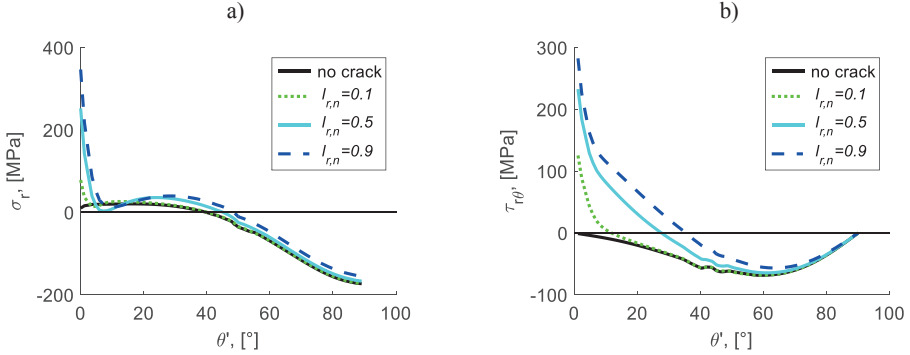 a)
400
200
0
-200
0
20
40
60
80
100
σr, [MPa]
θ', [°]
no crack
lr,n=0.1
lr,n=0.5
lr,n=0.9
b)
300
200
100
0
-100
0
20
40
60
80
100
τrθ, [MPa]
θ', [°]
no crack
lr,n=0.1
lr,n=0.5
lr,n=0.9